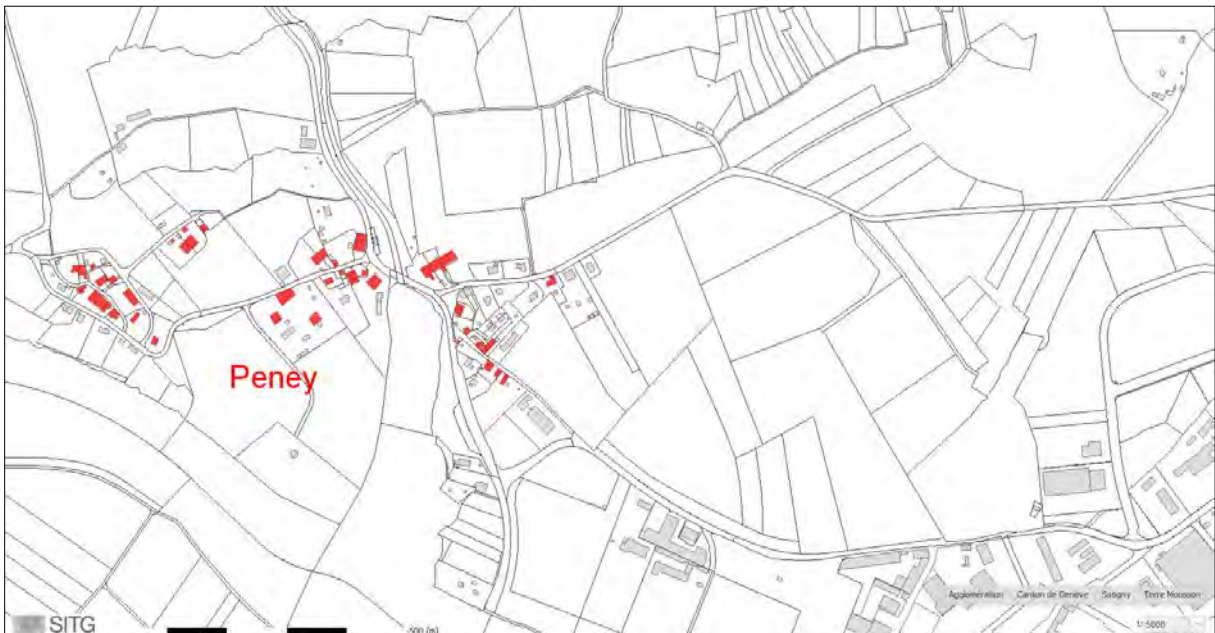 Peney
Agglomération Canton de Genève Satigny Terre Mousson
SITG
500 (m)
1: 5000